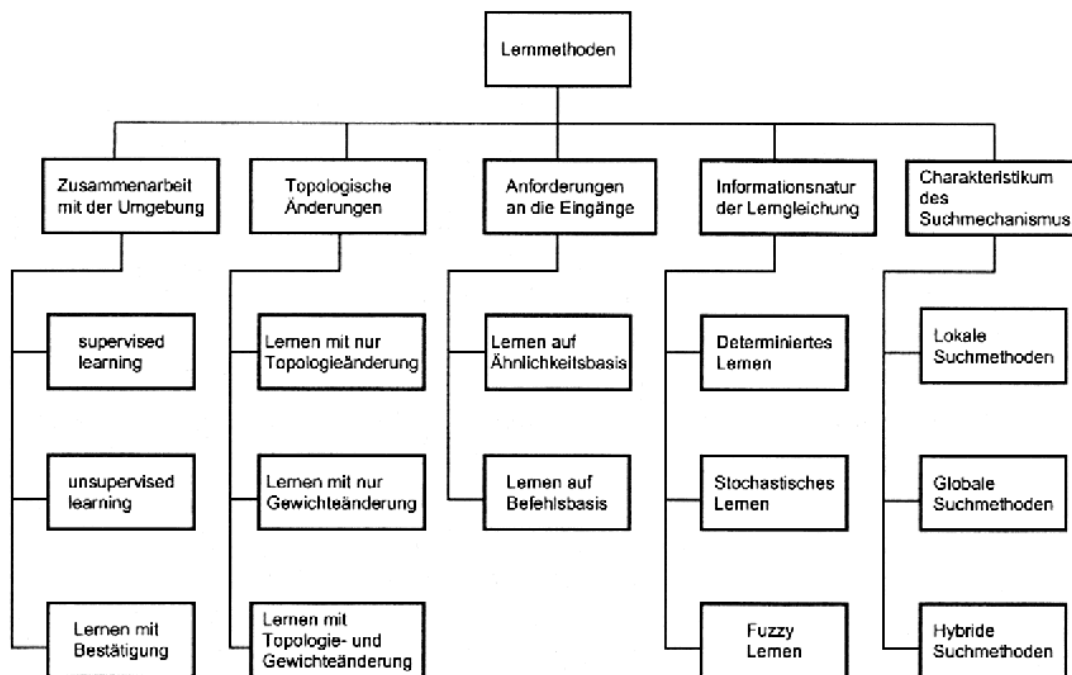 Lernmethoden
Zusammenarbeit
mit der Umgebung
Topologische
Änderungen
Anforderungen
an die Eingänge
Informationsnatur
der Lerngleichung
Charakteristikum
des
Suchmechanismus
supervised
learning
Lernen mit nur
Topologieänderung
Lernen auf
Ähnlichkeitsbasis
Determiniertes
Lernen
Lokale
Suchmethoden
unsupervised
learning
Lernen mit nur
Gewichteänderung
Lernen auf
Befehlsbasis
Stochastisches
Lernen
Globale
Suchmethoden
Lernen mit
Bestätigung
Lernen mit
Topologie- und
Gewichteänderung
Fuzzy
Lernen
Hybride
Suchmethoden